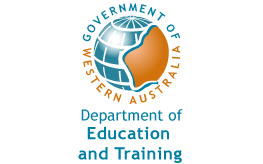 GOVERNMENT OF
WESTERN AUSTRALIA
Department of
Education
and Training